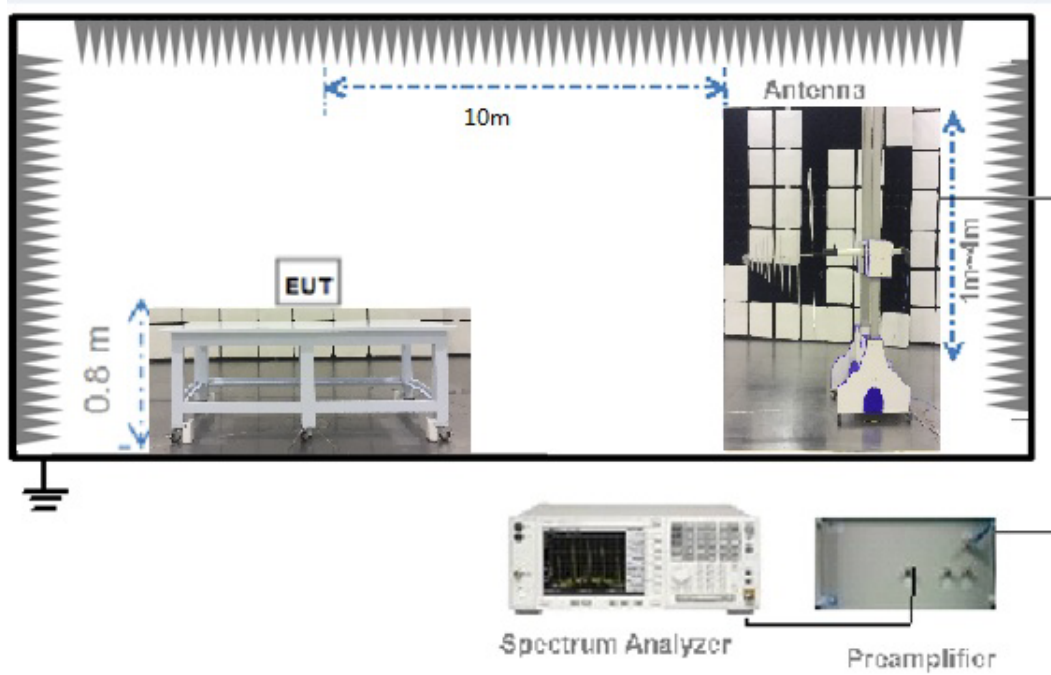 Antenna
10m
1m~4m
EUT
0.8 m
Spectrum Analyzer
Preamplifier